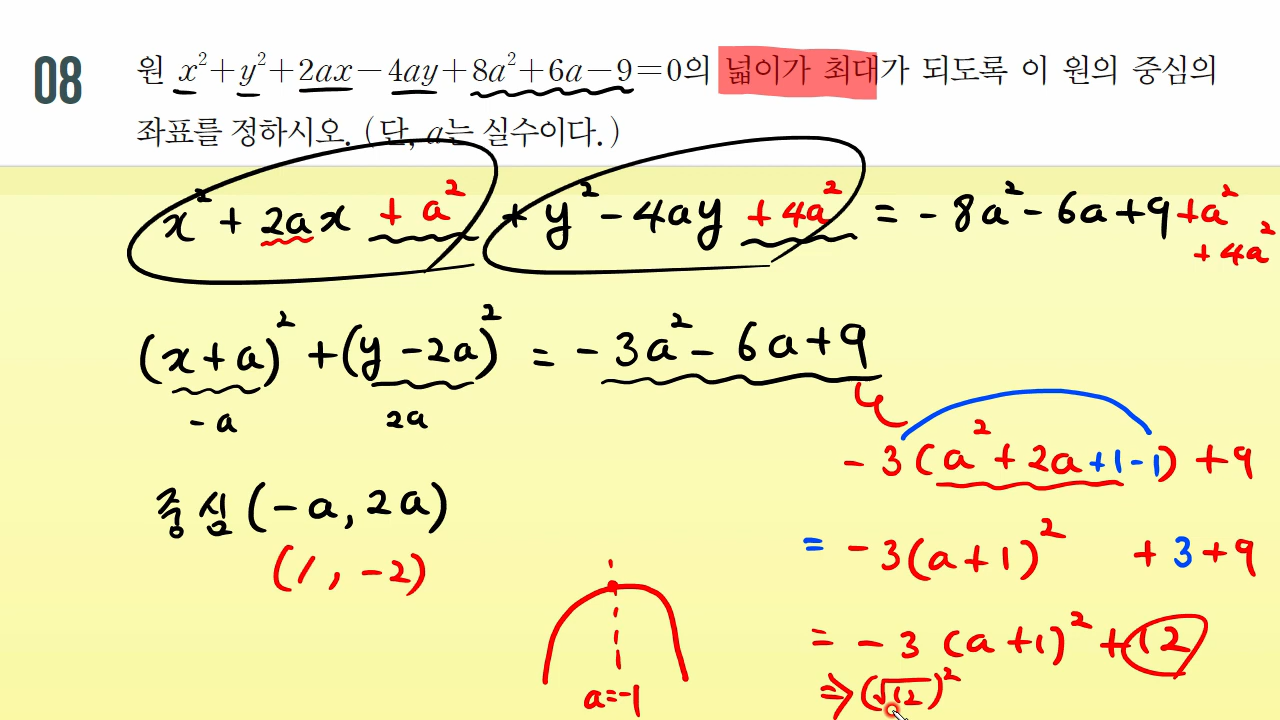 08 원 x²+y²+2ax-4ay+8a²+6a-9=0의 넓이가 최대가 되도록 이 원의 중심의
좌표를 정하시오. (단, a는 실수이다.)
x² + 2ax + a² + y² - 4ay + 4a² = -8a² - 6a + 9 + a²
+ 4a²
(x + a)² + (y - 2a)² = -3a² - 6a + 9
-a 2a
-3(a² + 2a + 1 - 1) + 9
중심 (-a, 2a)
= -3(a + 1)² + 3 + 9
(1, -2)
= -3(a + 1)² + 12
⇒ (√12)²
a = -1